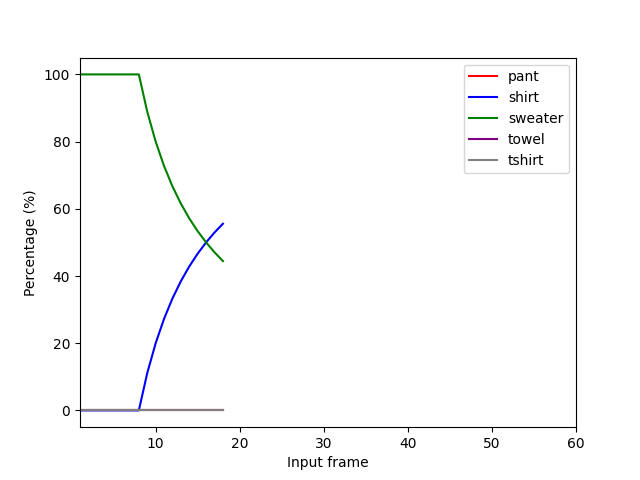 100
80
60
40
20
0
Percentage (%)
10 20 30 40 50 60
Input frame
pant
shirt
sweater
towel
tshirt